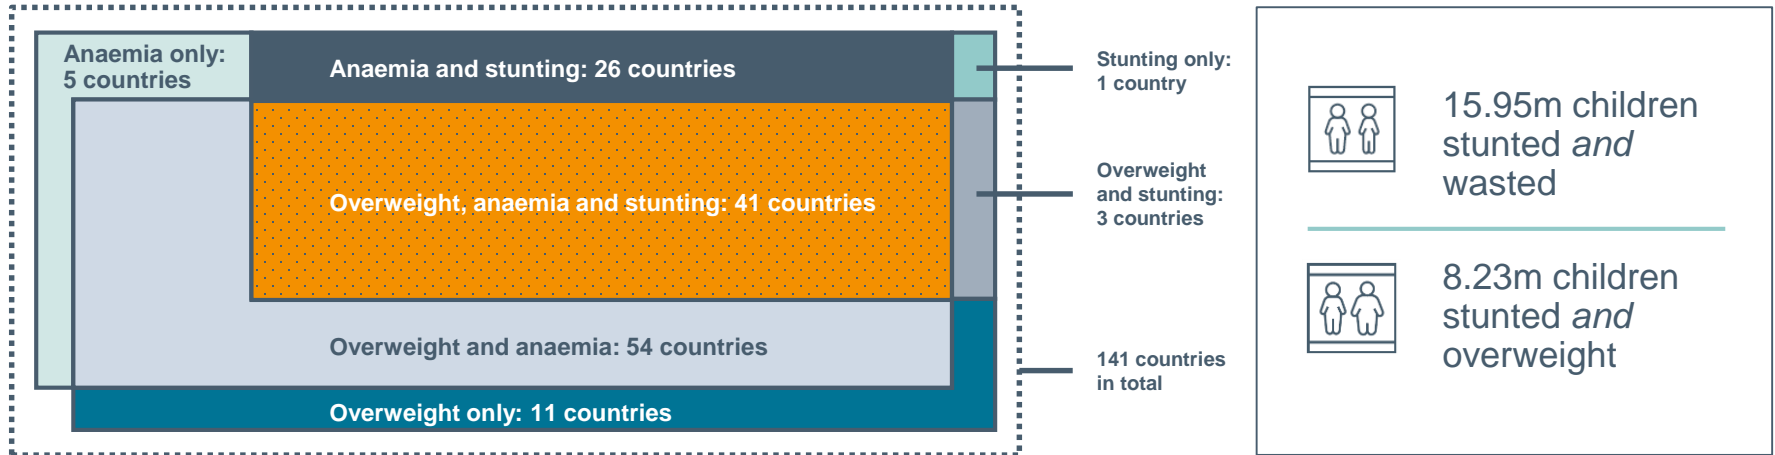 Anaemia only:
5 countries
Anaemia and stunting: 26 countries
Stunting only:
1 country
Overweight, anaemia and stunting: 41 countries
Overweight
and stunting:
3 countries
Overweight and anaemia: 54 countries
141 countries
in total
Overweight only: 11 countries
15.95m children
stunted and
wasted
8.23m children
stunted and
overweight